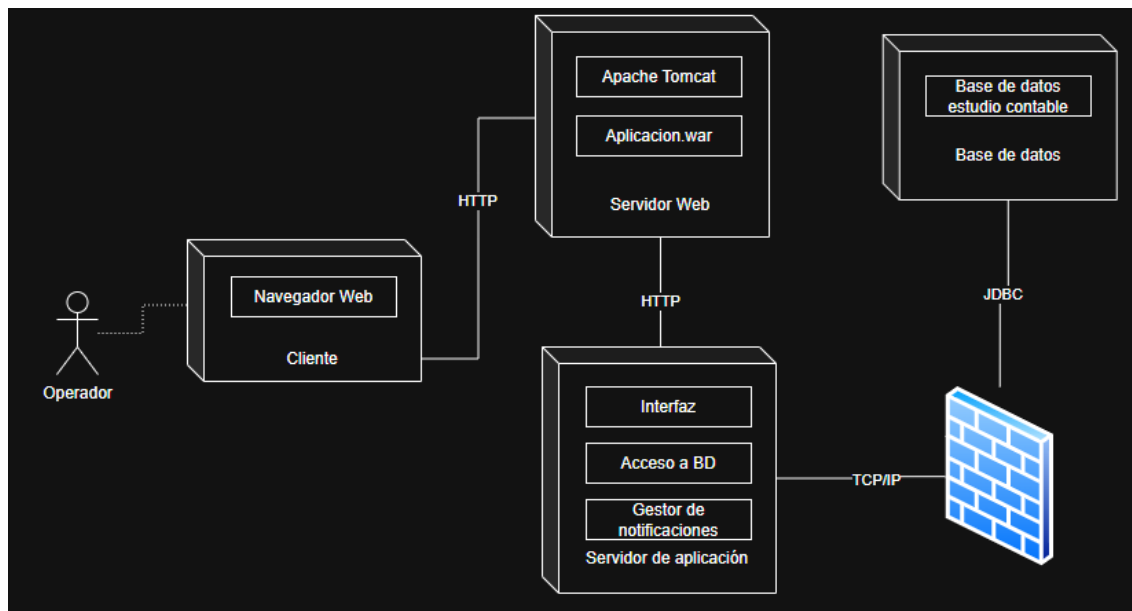 Apache Tomcat
Aplicacion.war
Servidor Web
Base de datos
estudio contable
Base de datos
HTTP
Navegador Web
Cliente
Operador
HTTP
JDBC
Interfaz
Acceso a BD
Gestor de
notificaciones
Servidor de aplicación
TCP/IP